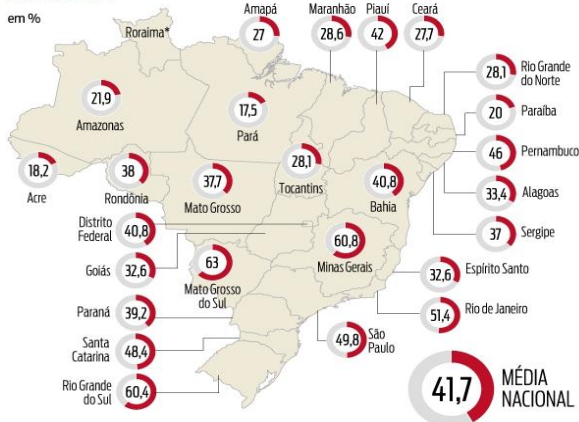 em %
Roraima*
Amapá
27
Maranhão
28,6
Piauí
42
Ceará
27,7
28,1
Rio Grande
do Norte
20
Paraíba
46
Pernambuco
33,4
Alagoas
37
Sergipe
21,9
Amazonas
17,5
Pará
18,2
Acre
38
Rondônia
37,7
Mato Grosso
28,1
Tocantins
40,8
Bahia
Distrito
Federal
40,8
Goiás
32,6
63
Mato Grosso
do Sul
60,8
Minas Gerais
32,6
Espírito Santo
51,4
Rio de Janeiro
Paraná
39,2
49,8
São
Paulo
Santa
Catarina
48,4
Rio Grande
do Sul
60,4
41,7
MÉDIA
NACIONAL